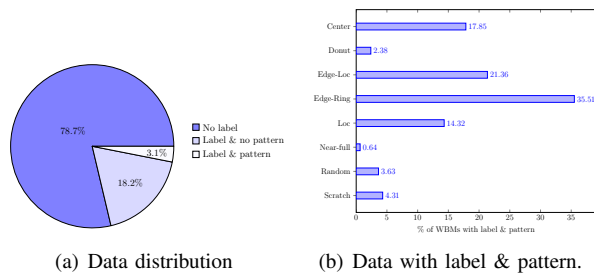 78.7%
3.1%
18.2%
No label
Label & no pattern
Label & pattern
(a) Data distribution
Center
17.85
Donut
2.38
Edge-Loc
21.36
Edge-Ring
35.51
Loc
14.32
Near-full
0.64
Random
3.63
Scratch
4.31
0 5 10 15 20 25 30 35
% of WBMs with label & pattern
(b) Data with label & pattern.